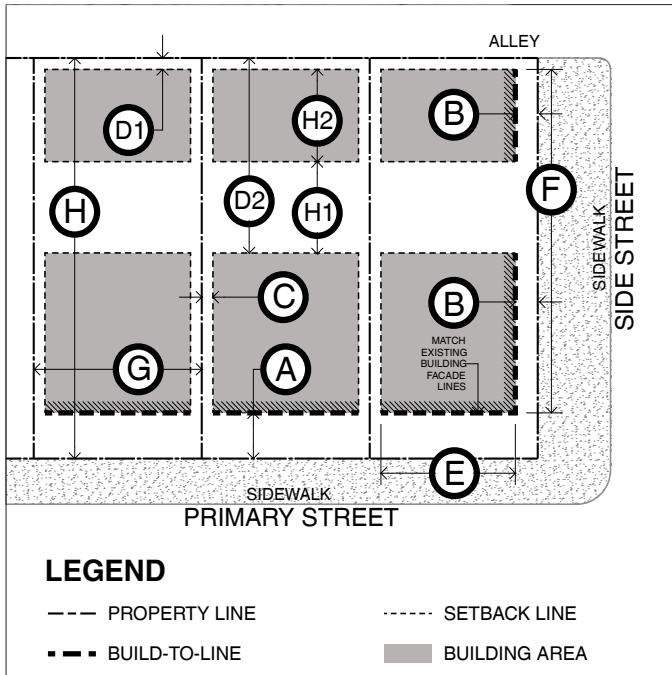 ALLEY
D1
H2
B
F
H
D2
H1
SIDEWALK
SIDE STREET
C
B
G
A
MATCH
EXISTING
BUILDING
FACADE
LINES
E
SIDEWALK
PRIMARY STREET
LEGEND
PROPERTY LINE
SETBACK LINE
BUILD-TO-LINE
BUILDING AREA